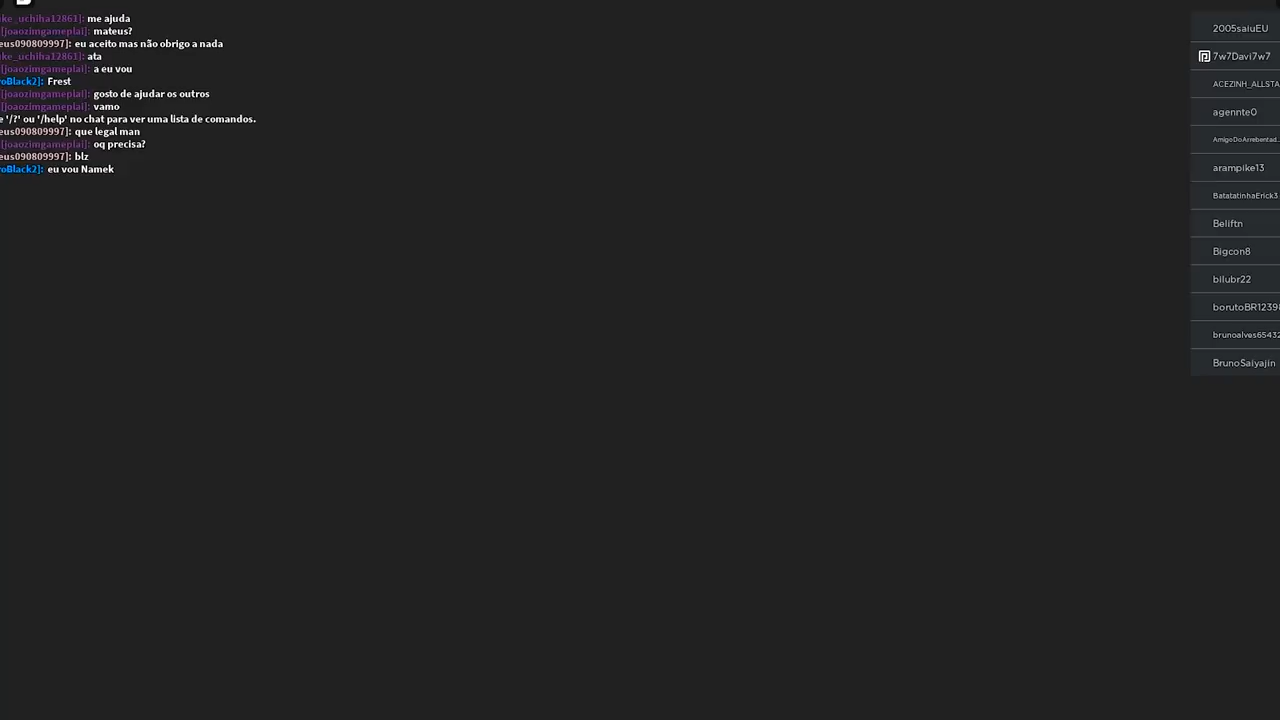 ke_uchiha12861]: me ajuda
[joaozimgameplai]: mateus?
eus090809997]: eu aceito mas não obrigo a nada
ke_uchiha12861]: ata
[joaozimgameplai]: a eu vou
oBlack2]: Frest
[joaozimgameplai]: gosto de ajudar os outros
[joaozimgameplai]: vamo
e '/?' ou '/help' no chat para ver uma lista de comandos.
eus090809997]: que legal man
[joaozimgameplai]: oq precisa?
eus090809997]: blz
oBlack2]: eu vou Namek
2005saiuEU
7w7Davi7w7
ACEZINH_ALLSTA
agennte0
AmigoDoArrebentad..
arampike13
BatatatinhaErick3
Beliftn
Bigcon8
bilubr22
borutoBR1239
brunoalves65432
BrunoSaiyajin